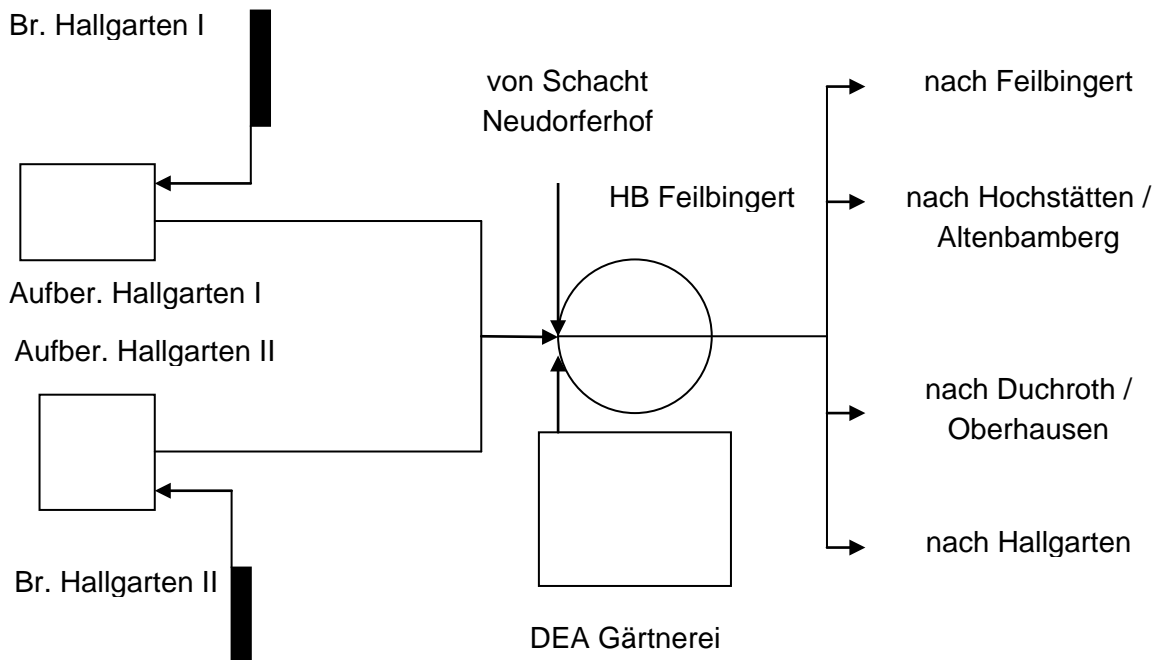 Br. Hallgarten I
von Schacht
Neudorferhof
nach Feilbingert
HB Feilbingert
nach Hochstätten /
Altenbamberg
Aufber. Hallgarten I
Aufber. Hallgarten II
nach Duchroth /
Oberhausen
nach Hallgarten
Br. Hallgarten II
DEA Gärtnerei